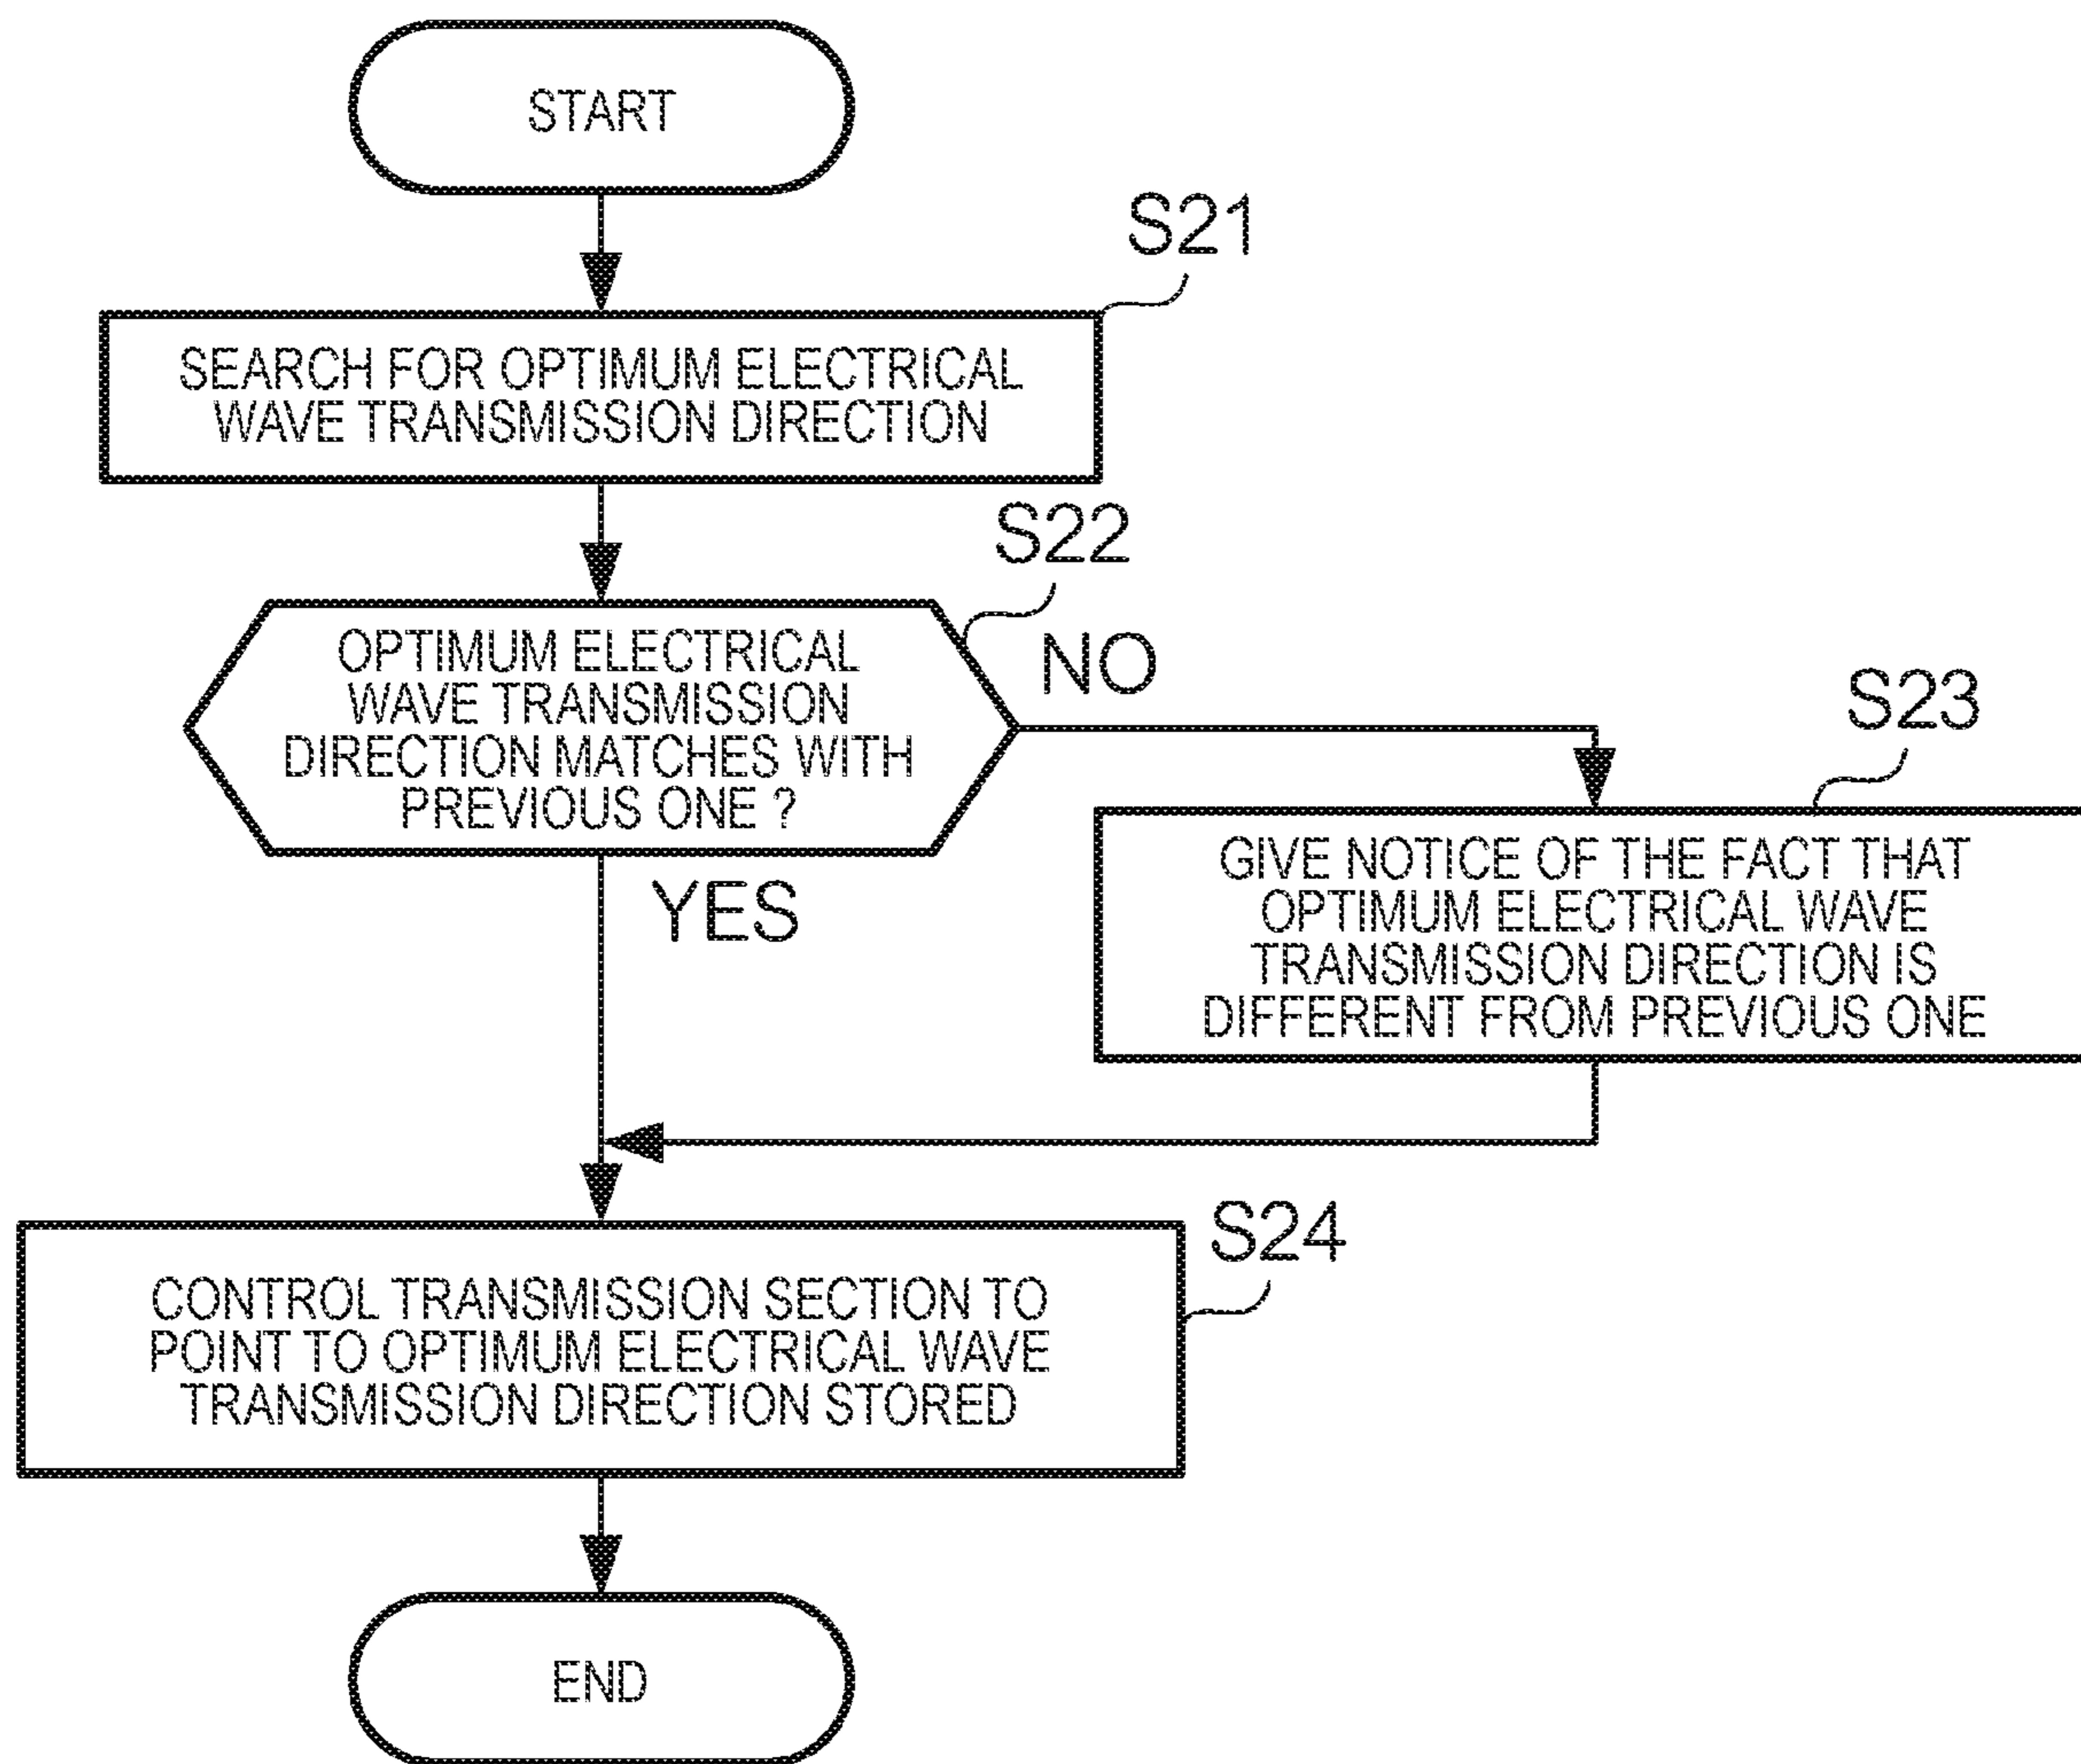 START
S21
SEARCH FOR OPTIMUM ELECTRICAL
WAVE TRANSMISSION DIRECTION
S22
OPTIMUM ELECTRICAL
WAVE TRANSMISSION
DIRECTION MATCHES WITH
PREVIOUS ONE ?
NO
YES
S23
GIVE NOTICE OF THE FACT THAT
OPTIMUM ELECTRICAL WAVE
TRANSMISSION DIRECTION IS
DIFFERENT FROM PREVIOUS ONE
S24
CONTROL TRANSMISSION SECTION TO
POINT TO OPTIMUM ELECTRICAL WAVE
TRANSMISSION DIRECTION STORED
END